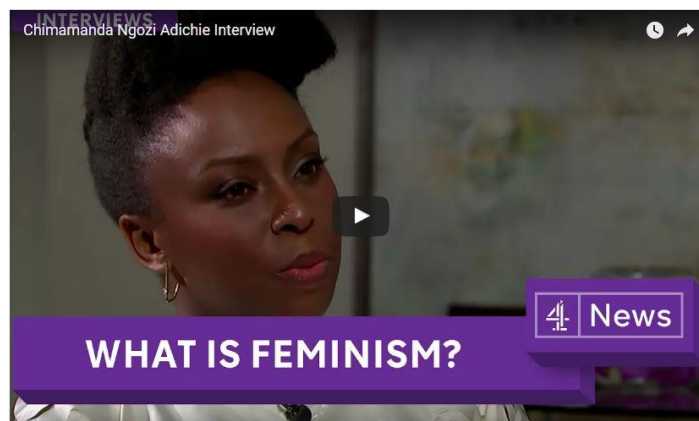 INTERVIEWS
Chimamanda Ngozi Adichie Interview
4 News
WHAT IS FEMINISM?